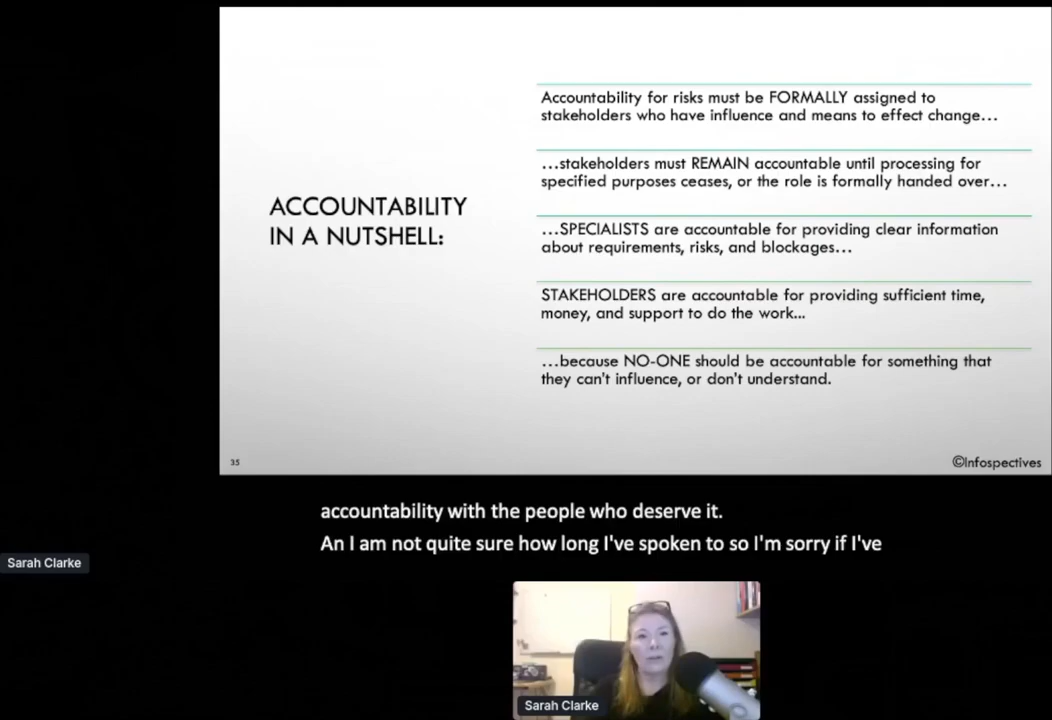 ACCOUNTABILITY
IN A NUTSHELL:
Accountability for risks must be FORMALLY assigned to
stakeholders who have influence and means to effect change...
...stakeholders must REMAIN accountable until processing for
specified purposes ceases, or the role is formally handed over...
...SPECIALISTS are accountable for providing clear information
about requirements, risks, and blockages...
STAKEHOLDERS are accountable for providing sufficient time,
money, and support to do the work...
...because NO-ONE should be accountable for something that
they can't influence, or don't understand.
35
©Infospectives
accountability with the people who deserve it.
An I am not quite sure how long I've spoken to so I'm sorry if I've
Sarah Clarke
Sarah Clarke